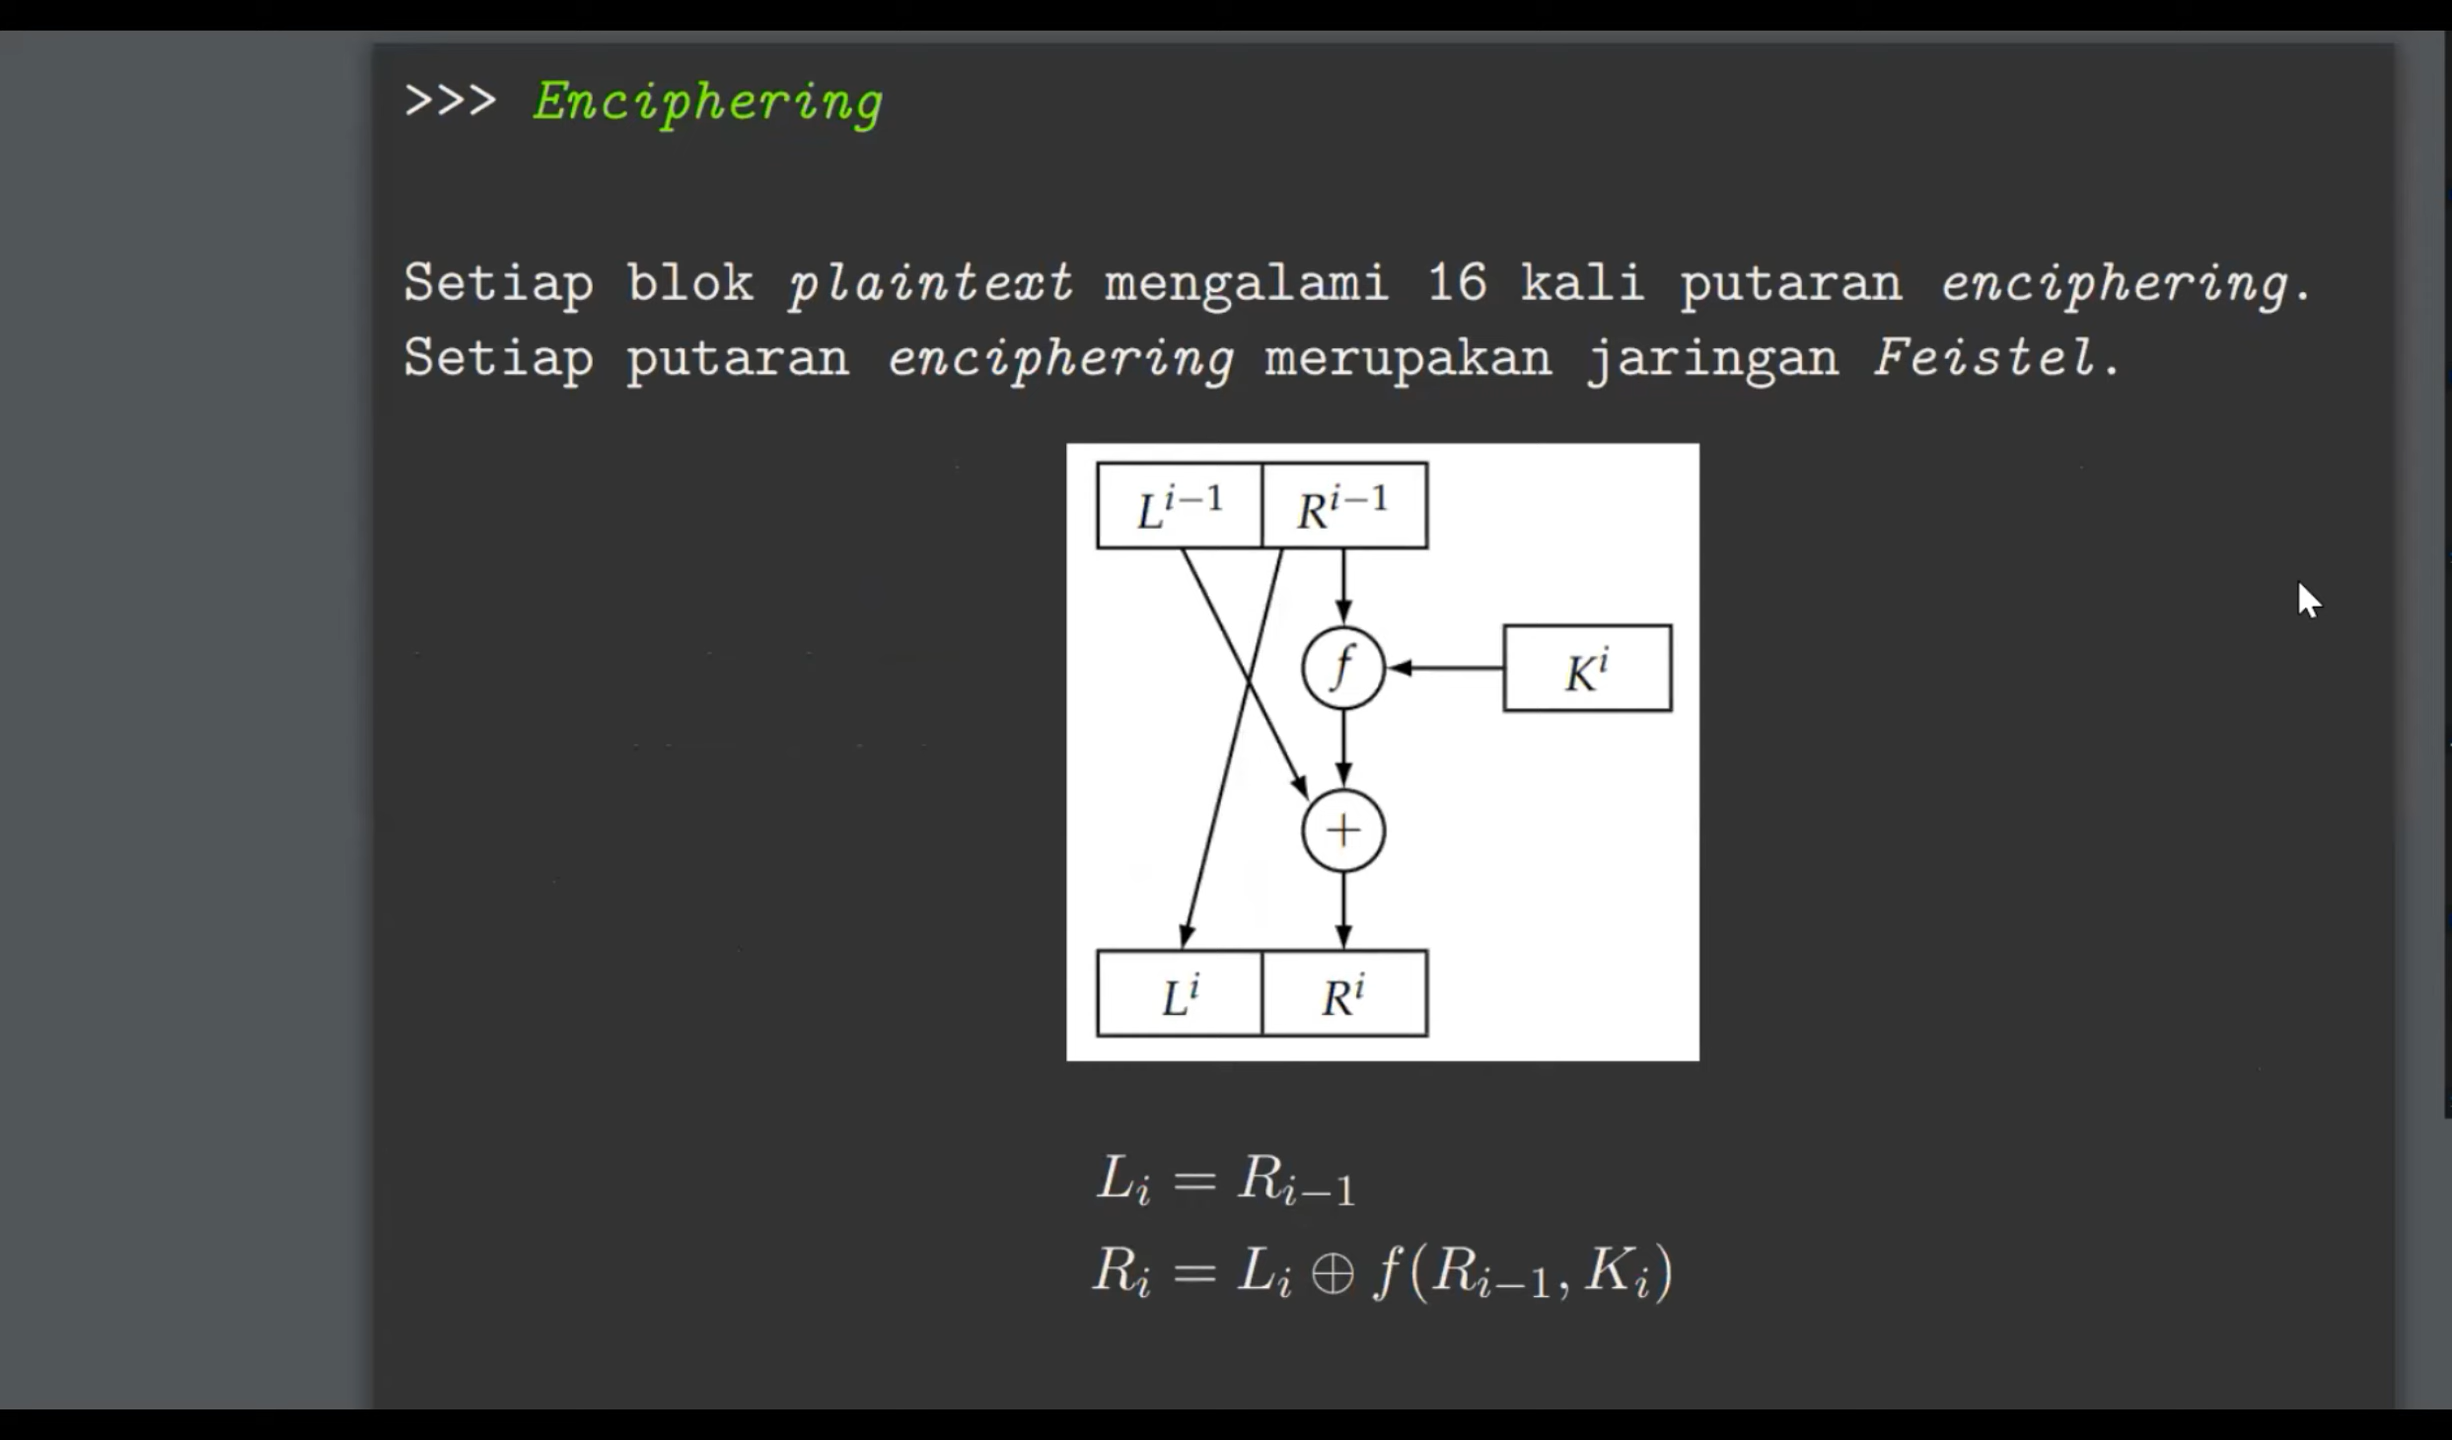 >>> Enciphering
Setiap blok plaintext mengalami 16 kali putaran enciphering.
Setiap putaran enciphering merupakan jaringan Feistel.
L^{i−1} R^{i−1}
f K^i
+
L^i R^i
L_i = R_{i−1}
R_i = L_i ⊕ f(R_{i−1}, K_i)